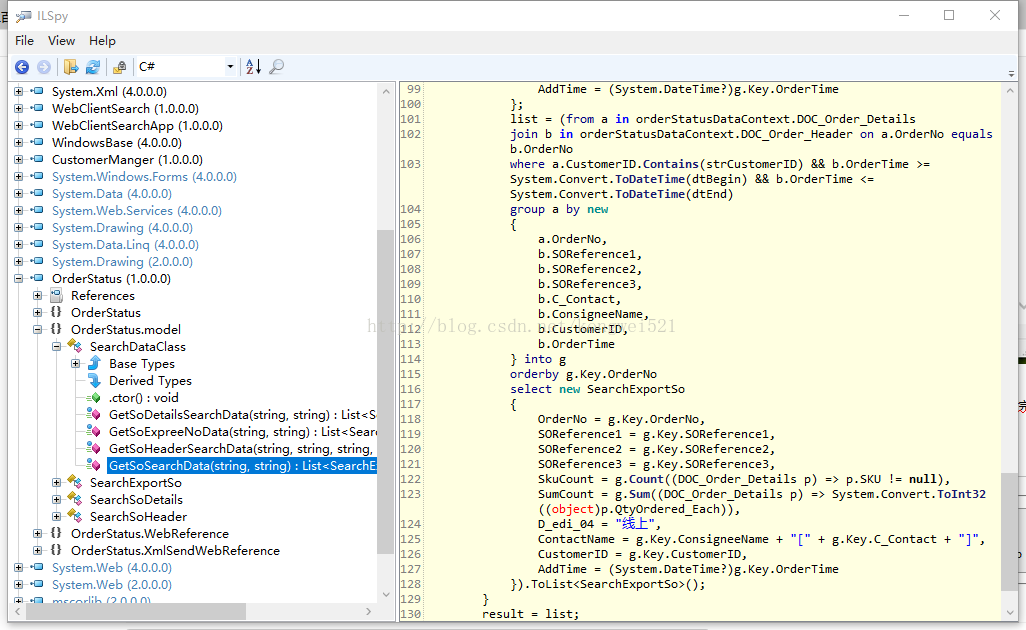 ILSpy
File View Help
C#
System.Xml (4.0.0.0)
WebClientSearch (1.0.0.0)
WebClientSearchApp (1.0.0.0)
WindowsBase (4.0.0.0)
CustomerManger (1.0.0.0)
System.Windows.Forms (4.0.0.0)
System.Data (4.0.0.0)
System.Web.Services (4.0.0.0)
System.Drawing (4.0.0.0)
System.Data.Linq (4.0.0.0)
System.Drawing (2.0.0.0)
OrderStatus (1.0.0.0)
References
{} OrderStatus
{} OrderStatus.model
SearchDataClass
Base Types
Derived Types
.ctor() : void
GetSoDetailsSearchData(string, string) : List<S
GetSoExpreeNoData(string, string) : List<Sear
GetSoHeaderSearchData(string, string, string,
GetSoSearchData(string, string) : List<SearchE
SearchExportSo
SearchSoDetails
SearchSoHeader
{} OrderStatus.WebReference
{} OrderStatus.XmlSendWebReference
System.Web (4.0.0.0)
System.Web (2.0.0.0)
mscorlib (2.0.0.0)
99 AddTime = (System.DateTime?)g.Key.OrderTime
100 };
101 list = (from a in orderStatusDataContext.DOC_Order_Details
102 join b in orderStatusDataContext.DOC_Order_Header on a.OrderNo equals
b.OrderNo
103 where a.CustomerID.Contains(strCustomerID) && b.OrderTime >=
System.Convert.ToDateTime(dtBegin) && b.OrderTime <=
System.Convert.ToDateTime(dtEnd)
104 group a by new
105 {
106 a.OrderNo,
107 b.SOReference1,
108 b.SOReference2,
109 b.SOReference3,
110 b.C_Contact,
111 b.ConsigneeName,
112 b.CustomerID,
113 b.OrderTime
114 } into g
115 orderby g.Key.OrderNo
116 select new SearchExportSo
117 {
118 OrderNo = g.Key.OrderNo,
119 SOReference1 = g.Key.SOReference1,
120 SOReference2 = g.Key.SOReference2,
121 SOReference3 = g.Key.SOReference3,
122 SkuCount = g.Count((DOC_Order_Details p) => p.SKU != null),
123 SumCount = g.Sum((DOC_Order_Details p) => System.Convert.ToInt32
((object)p.QtyOrdered_Each)),
124 D_edi_04 = "线上",
125 ContactName = g.Key.ConsigneeName + "[" + g.Key.C_Contact + "]",
126 CustomerID = g.Key.CustomerID,
127 AddTime = (System.DateTime?)g.Key.OrderTime
128 }).ToList<SearchExportSo>();
129 }
130 result = list;